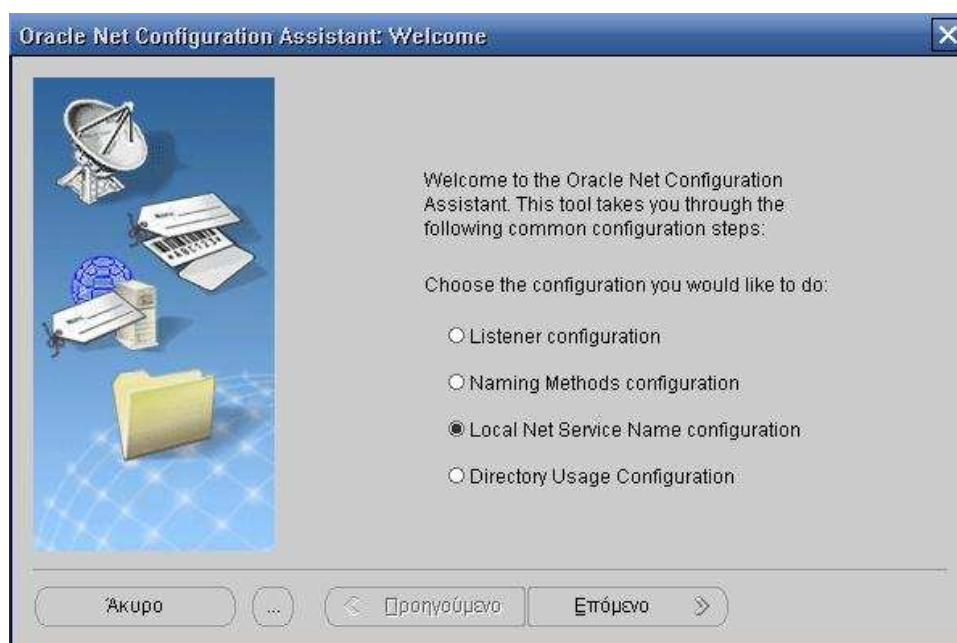 Oracle Net Configuration Assistant: Welcome
Welcome to the Oracle Net Configuration
Assistant. This tool takes you through the
following common configuration steps:
Choose the configuration you would like to do:
Listener configuration
Naming Methods configuration
Local Net Service Name configuration
Directory Usage Configuration
Άκυρο
...
Προηγούμενο
Επόμενο